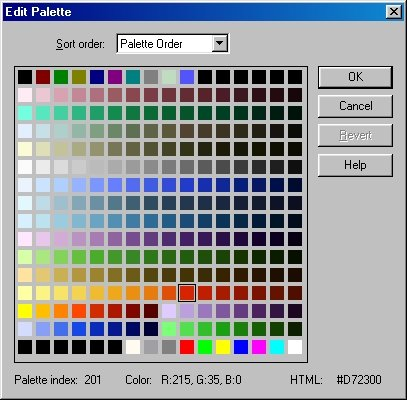 Edit Palette
Sort order: Palette Order
OK
Cancel
Revert
Help
Palette index: 201 Color: R:215, G:35, B:0 HTML: #D72300